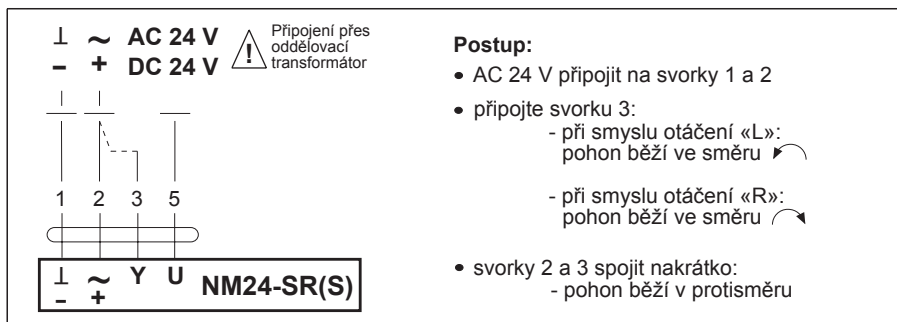 ⊥ ~ AC 24 V
– + DC 24 V
! Připojení přes
oddělovací
transformátor
1 2 3 5
⊥ ~ Y U NM24-SR(S)
– +
Postup:
• AC 24 V připojit na svorky 1 a 2
• připojte svorku 3:
- při smyslu otáčení «L»:
pohon běží ve směru
- při smyslu otáčení «R»:
pohon běží ve směru
• svorky 2 a 3 spojit nakrátko:
- pohon běží v protisměru